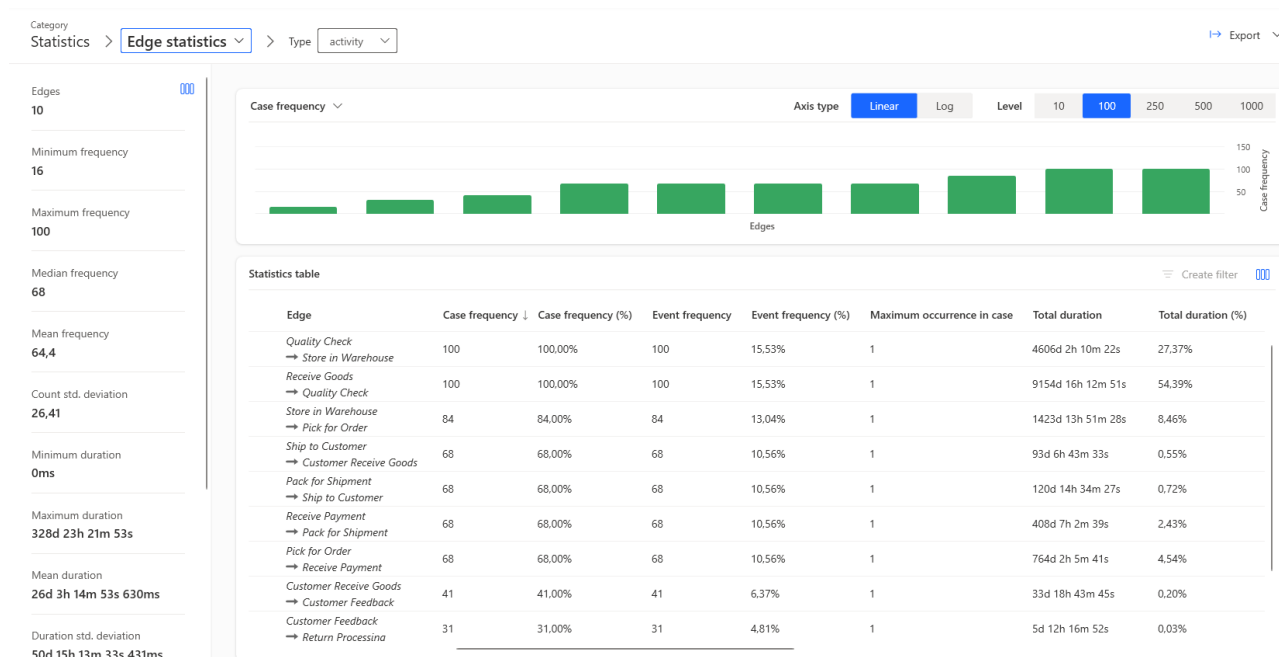 Category
Statistics > Edge statistics > Type activity
Export
Edges
10
Minimum frequency
16
Maximum frequency
100
Median frequency
68
Mean frequency
64,4
Count std. deviation
26,41
Minimum duration
0ms
Maximum duration
328d 23h 21m 53s
Mean duration
26d 3h 14m 53s 630ms
Duration std. deviation
50d 15h 13m 33s 431ms
Case frequency
Axis type Linear Log Level 10 100 250 500 1000
150
100
50
Case frequency
Edges
Statistics table
Create filter
Edge Case frequency ↓ Case frequency (%) Event frequency Event frequency (%) Maximum occurrence in case Total duration Total duration (%)
Quality Check
→ Store in Warehouse 100 100,00% 100 15,53% 1 4606d 2h 10m 22s 27,37%
Receive Goods
→ Quality Check 100 100,00% 100 15,53% 1 9154d 16h 12m 51s 54,39%
Store in Warehouse
→ Pick for Order 84 84,00% 84 13,04% 1 1423d 13h 51m 28s 8,46%
Ship to Customer
→ Customer Receive Goods 68 68,00% 68 10,56% 1 93d 6h 43m 33s 0,55%
Pack for Shipment
→ Ship to Customer 68 68,00% 68 10,56% 1 120d 14h 34m 27s 0,72%
Receive Payment
→ Pack for Shipment 68 68,00% 68 10,56% 1 408d 7h 2m 39s 2,43%
Pick for Order
→ Receive Payment 68 68,00% 68 10,56% 1 764d 2h 5m 41s 4,54%
Customer Receive Goods
→ Customer Feedback 41 41,00% 41 6,37% 1 33d 18h 43m 45s 0,20%
Customer Feedback
→ Return Processing 31 31,00% 31 4,81% 1 5d 12h 16m 52s 0,03%